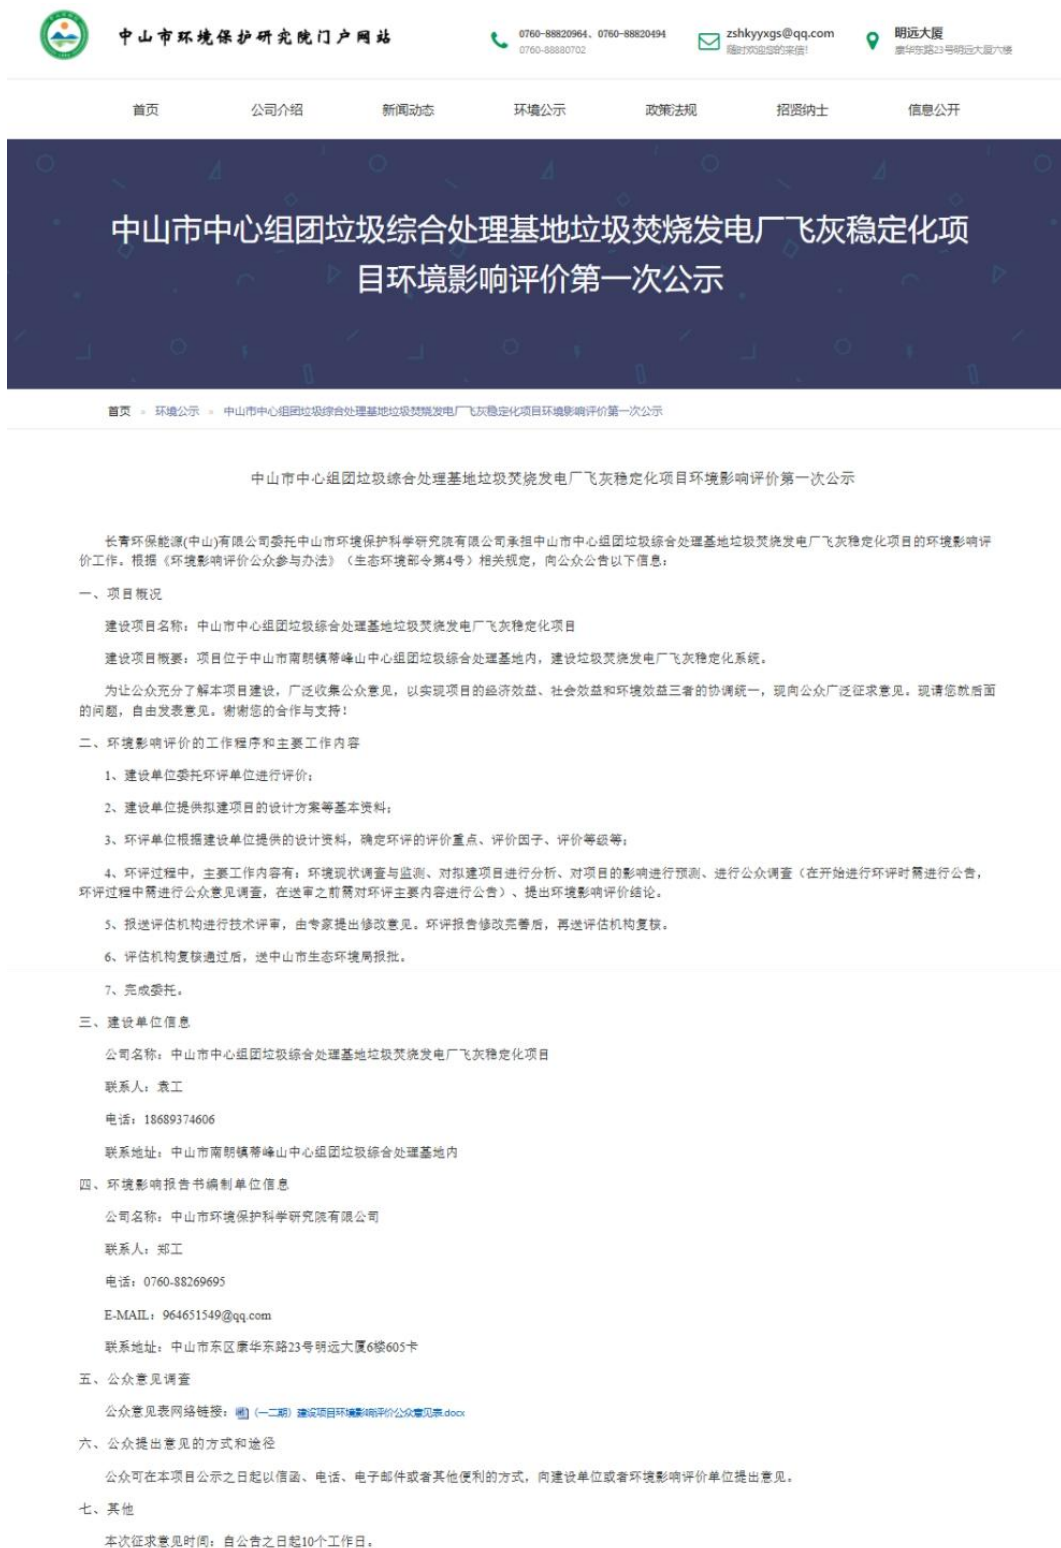 中山市环境保护研究院门户网站
0760-88820964、0760-88820494
0760-88880702
zshkyyxgs@qq.com
随时欢迎您的来信!
明远大厦
康华东路23号明远大厦六楼
首页 公司介绍 新闻动态 环境公示 政策法规 招贤纳士 信息公开
中山市中心组团垃圾综合处理基地垃圾焚烧发电厂飞灰稳定化项
目环境影响评价第一次公示
首页 » 环境公示 » 中山市中心组团垃圾综合处理基地垃圾焚烧发电厂飞灰稳定化项目环境影响评价第一次公示
中山市中心组团垃圾综合处理基地垃圾焚烧发电厂飞灰稳定化项目环境影响评价第一次公示
长青环保能源(中山)有限公司委托中山市环境保护科学研究院有限公司承担中山市中心组团垃圾综合处理基地垃圾焚烧发电厂飞灰稳定化项目的环境影响评
价工作。根据《环境影响评价公众参与办法》（生态环境部令第4号）相关规定，向公众公告以下信息：
一、项目概况
建设项目名称：中山市中心组团垃圾综合处理基地垃圾焚烧发电厂飞灰稳定化项目
建设项目概要：项目位于中山市南朗镇蒂峰山中心组团垃圾综合处理基地内，建设垃圾焚烧发电厂飞灰稳定化系统。
为让公众充分了解本项目建设，广泛收集公众意见，以实现项目的经济效益、社会效益和环境效益三者的协调统一，现向公众广泛征求意见。现请您就后面
的问题，自由发表意见。谢谢您的合作与支持！
二、环境影响评价的工作程序和主要工作内容
1、建设单位委托环评单位进行评价；
2、建设单位提供拟建项目的设计方案等基本资料；
3、环评单位根据建设单位提供的设计资料，确定环评的评价重点、评价因子、评价等级等；
4、环评过程中，主要工作内容有：环境现状调查与监测、对拟建项目进行分析、对项目的影响进行预测、进行公众调查（在开始进行环评时需进行公告，
环评过程中需进行公众意见调查，在送审之前需对环评主要内容进行公告）、提出环境影响评价结论。
5、报送评估机构进行技术评审，由专家提出修改意见。环评报告修改完善后，再送评估机构复核。
6、评估机构复核通过后，送中山市生态环境局报批。
7、完成委托。
三、建设单位信息
公司名称：中山市中心组团垃圾综合处理基地垃圾焚烧发电厂飞灰稳定化项目
联系人：袁工
电话：18689374606
联系地址：中山市南朗镇蒂峰山中心组团垃圾综合处理基地内
四、环境影响报告书编制单位信息
公司名称：中山市环境保护科学研究院有限公司
联系人：郑工
电话：0760-88269695
E-MAIL：964651549@qq.com
联系地址：中山市东区康华东路23号明远大厦6楼605卡
五、公众意见调查
公众意见表网络链接：（一二期）建设项目环境影响评价公众意见表.docx
六、公众提出意见的方式和途径
公众可在本项目公示之日起以信函、电话、电子邮件或者其他便利的方式，向建设单位或者环境影响评价单位提出意见。
七、其他
本次征求意见时间：自公告之日起10个工作日。